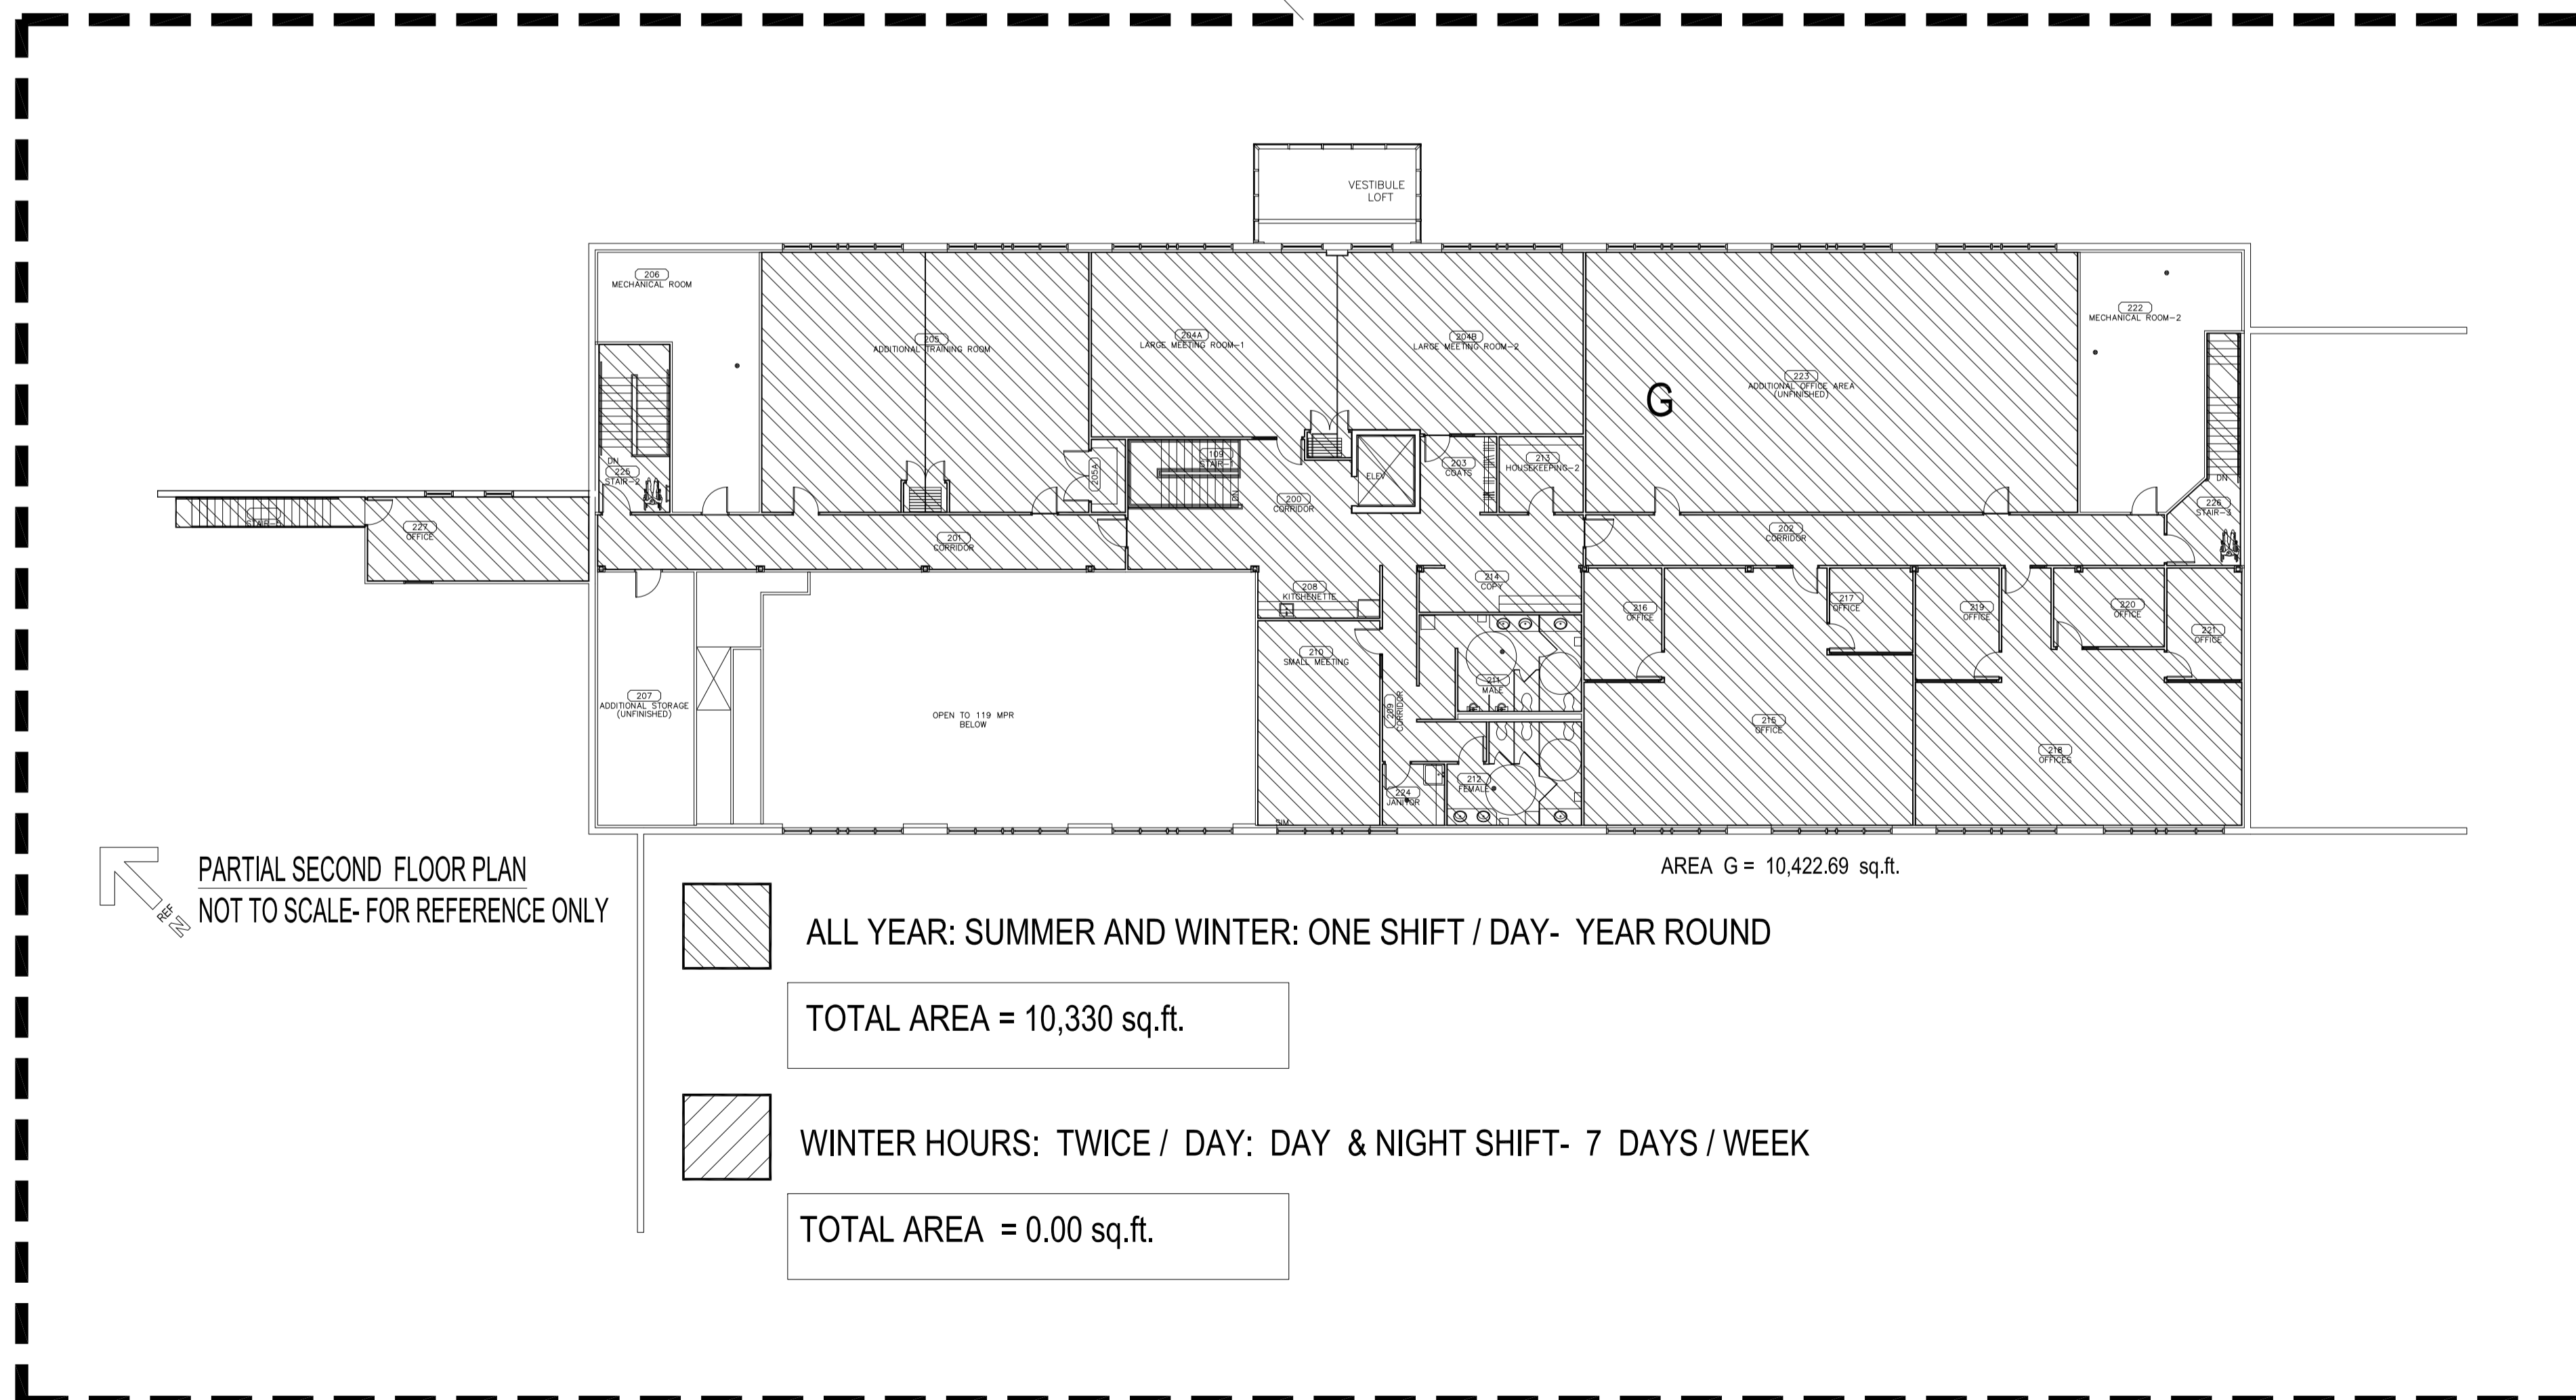 VESTIBULE
LOFT
206
MECHANICAL ROOM
205
ADDITIONAL TRAINING ROOM
204A
LARGE MEETING ROOM-1
204B
LARGE MEETING ROOM-2
223
ADDITIONAL OFFICE AREA
(UNFINISHED)
G
222
MECHANICAL ROOM-2
DN
225
STAIR-2
205A
109
STAIR-1
DN
ELEV
203
COATS
213
HOUSEKEEPING-2
200
CORRIDOR
DN
226
STAIR-3
STAIR-5
227
OFFICE
201
CORRIDOR
202
CORRIDOR
208
KITCHENETTE
214
COPY
216
OFFICE
217
OFFICE
219
OFFICE
220
OFFICE
221
OFFICE
210
SMALL MEETING
211
MALE
209
CORRIDOR
207
ADDITIONAL STORAGE
(UNFINISHED)
OPEN TO 119 MPR
BELOW
215
OFFICE
218
OFFICES
212
FEMALE
224
JANITOR
SIM
REF N
PARTIAL SECOND FLOOR PLAN
NOT TO SCALE- FOR REFERENCE ONLY
AREA G = 10,422.69 sq.ft.
ALL YEAR: SUMMER AND WINTER: ONE SHIFT / DAY- YEAR ROUND
TOTAL AREA = 10,330 sq.ft.
WINTER HOURS: TWICE / DAY: DAY & NIGHT SHIFT- 7 DAYS / WEEK
TOTAL AREA = 0.00 sq.ft.